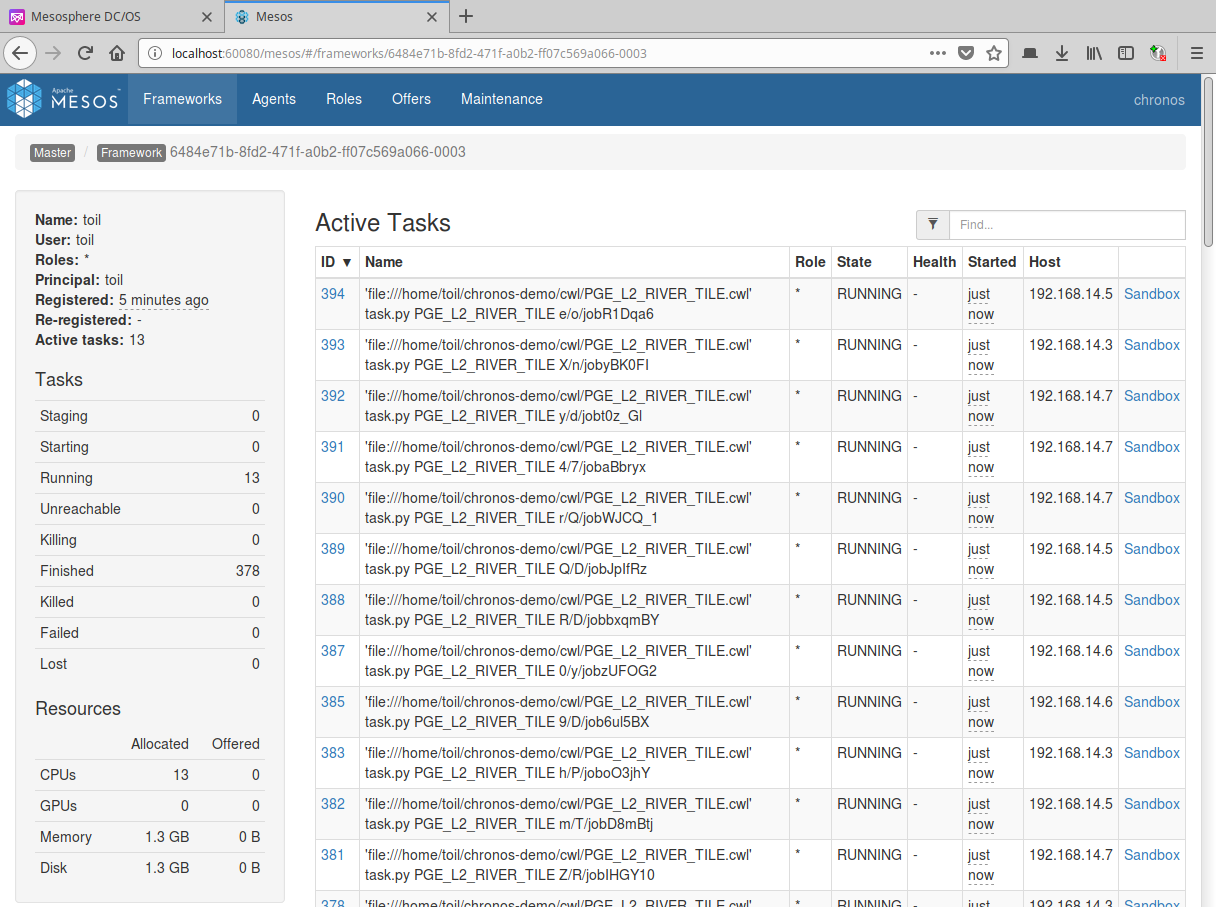 Mesosphere DC/OS
Mesos
localhost:60080/mesos/#/frameworks/6484e71b-8fd2-471f-a0b2-ff07c569a066-0003
Apache MESOS™ Frameworks Agents Roles Offers Maintenance chronos
Master / Framework 6484e71b-8fd2-471f-a0b2-ff07c569a066-0003
Name: toil
User: toil
Roles: *
Principal: toil
Registered: 5 minutes ago
Re-registered: -
Active tasks: 13
Tasks
Staging 0
Starting 0
Running 13
Unreachable 0
Killing 0
Finished 378
Killed 0
Failed 0
Lost 0
Resources
Allocated Offered
CPUs 13 0
GPUs 0 0
Memory 1.3 GB 0 B
Disk 1.3 GB 0 B
Active Tasks
Find...
ID ▼ Name Role State Health Started Host
394 'file:///home/toil/chronos-demo/cwl/PGE_L2_RIVER_TILE.cwl' * RUNNING - just 192.168.14.5 Sandbox
task.py PGE_L2_RIVER_TILE e/o/jobR1Dqa6 now
393 'file:///home/toil/chronos-demo/cwl/PGE_L2_RIVER_TILE.cwl' * RUNNING - just 192.168.14.3 Sandbox
task.py PGE_L2_RIVER_TILE X/n/jobyBK0FI now
392 'file:///home/toil/chronos-demo/cwl/PGE_L2_RIVER_TILE.cwl' * RUNNING - just 192.168.14.7 Sandbox
task.py PGE_L2_RIVER_TILE y/d/jobt0z_Gl now
391 'file:///home/toil/chronos-demo/cwl/PGE_L2_RIVER_TILE.cwl' * RUNNING - just 192.168.14.7 Sandbox
task.py PGE_L2_RIVER_TILE 4/7/jobaBbryx now
390 'file:///home/toil/chronos-demo/cwl/PGE_L2_RIVER_TILE.cwl' * RUNNING - just 192.168.14.7 Sandbox
task.py PGE_L2_RIVER_TILE r/Q/jobWJCQ_1 now
389 'file:///home/toil/chronos-demo/cwl/PGE_L2_RIVER_TILE.cwl' * RUNNING - just 192.168.14.5 Sandbox
task.py PGE_L2_RIVER_TILE Q/D/jobJpIfRz now
388 'file:///home/toil/chronos-demo/cwl/PGE_L2_RIVER_TILE.cwl' * RUNNING - just 192.168.14.5 Sandbox
task.py PGE_L2_RIVER_TILE R/D/jobbxqmBY now
387 'file:///home/toil/chronos-demo/cwl/PGE_L2_RIVER_TILE.cwl' * RUNNING - just 192.168.14.6 Sandbox
task.py PGE_L2_RIVER_TILE 0/y/jobzUFOG2 now
385 'file:///home/toil/chronos-demo/cwl/PGE_L2_RIVER_TILE.cwl' * RUNNING - just 192.168.14.6 Sandbox
task.py PGE_L2_RIVER_TILE 9/D/job6ul5BX now
383 'file:///home/toil/chronos-demo/cwl/PGE_L2_RIVER_TILE.cwl' * RUNNING - just 192.168.14.3 Sandbox
task.py PGE_L2_RIVER_TILE h/P/joboO3jhY now
382 'file:///home/toil/chronos-demo/cwl/PGE_L2_RIVER_TILE.cwl' * RUNNING - just 192.168.14.5 Sandbox
task.py PGE_L2_RIVER_TILE m/T/jobD8mBtj now
381 'file:///home/toil/chronos-demo/cwl/PGE_L2_RIVER_TILE.cwl' * RUNNING - just 192.168.14.7 Sandbox
task.py PGE_L2_RIVER_TILE Z/R/jobIHGY10 now
378 'file:///home/toil/chronos-demo/cwl/PGE_L2_RIVER_TILE.cwl' * RUNNING - just 192.168.14.3 Sandbox